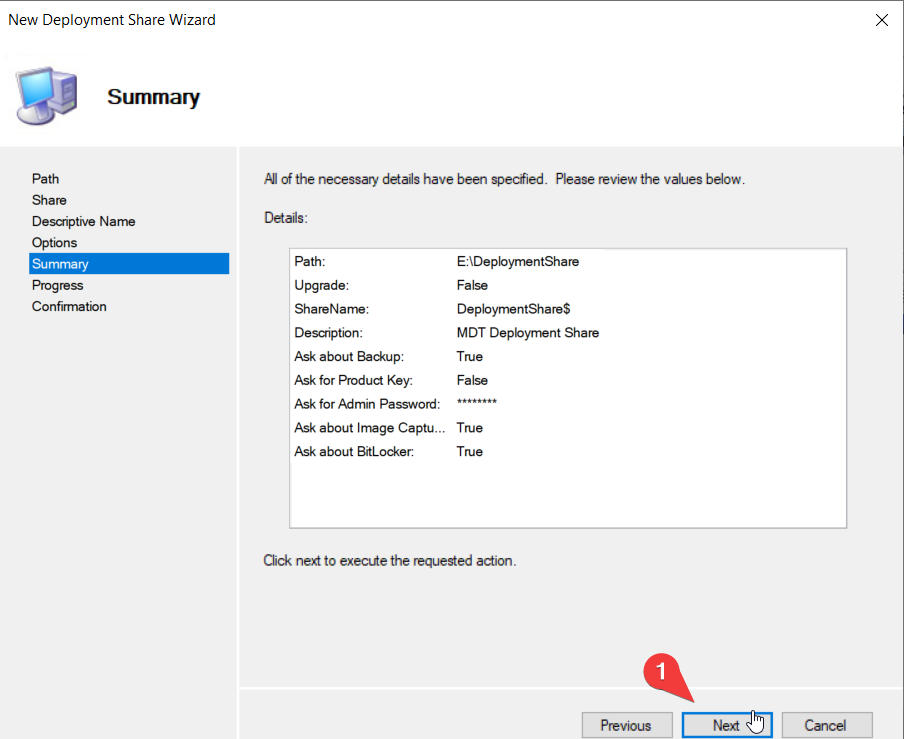 New Deployment Share Wizard
Summary
Path
Share
Descriptive Name
Options
Summary
Progress
Confirmation
All of the necessary details have been specified.  Please review the values below.
Details:
Path: E:\DeploymentShare
Upgrade: False
ShareName: DeploymentShare$
Description: MDT Deployment Share
Ask about Backup: True
Ask for Product Key: False
Ask for Admin Password: ********
Ask about Image Captu... True
Ask about BitLocker: True
Click next to execute the requested action.
1
Previous Next Cancel